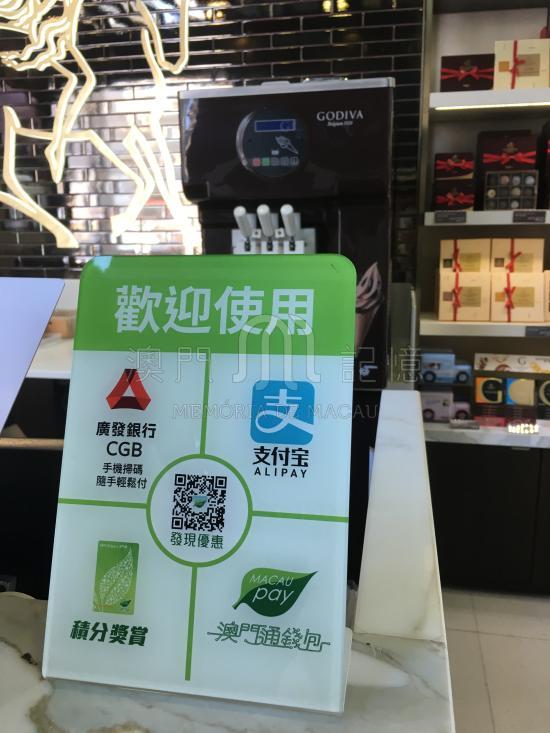 GODIVA
Belgium 1926
歡迎使用
澳門記憶
MEMÓRIA DE MACAU
廣發銀行
CGB
手機掃碼
隨手輕鬆付
支付宝
ALIPAY
發現優惠
積分獎賞
MACAU
pay
澳門通錢包